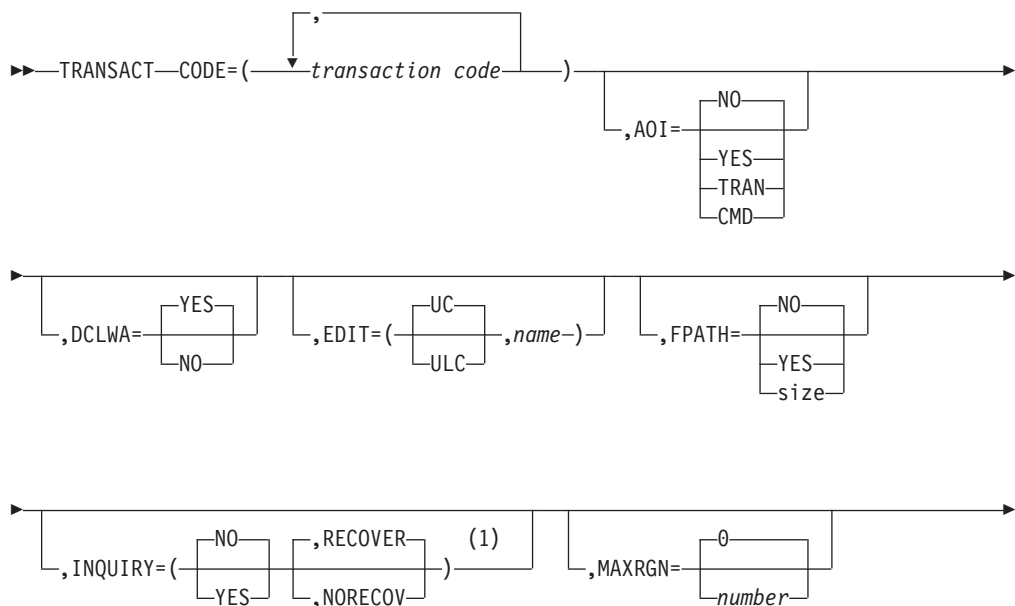 ,
TRANSACT CODE=( transaction code )
,AOI= NO
YES
TRAN
CMD
,DCLWA= YES
NO
,EDIT=( UC
ULC
,name )
,FPATH= NO
YES
size
,INQUIRY=( NO
YES
,RECOVER
,NORECOV
) (1)
,MAXRGN= 0
number